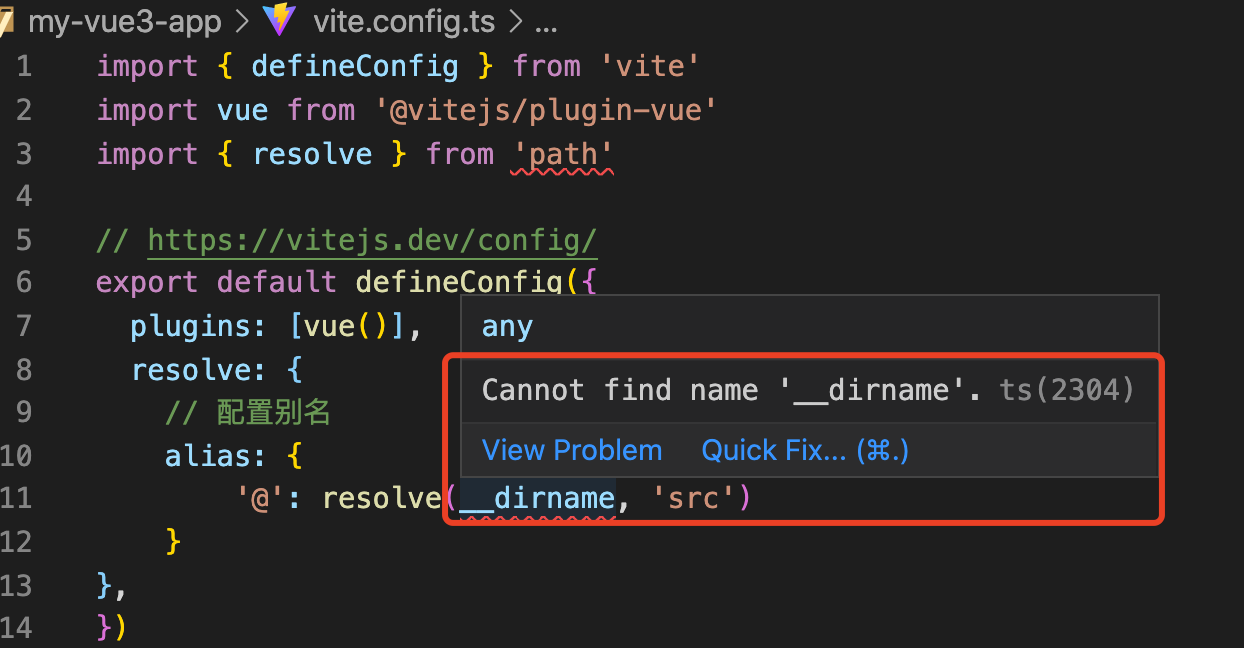 my-vue3-app > vite.config.ts > ...
1 import { defineConfig } from 'vite'
2 import vue from '@vitejs/plugin-vue'
3 import { resolve } from 'path'
4
5 // https://vitejs.dev/config/
6 export default defineConfig({
7 plugins: [vue()],
any
8 resolve: {
Cannot find name '__dirname'. ts(2304)
9 // 配置别名
View Problem Quick Fix... (⌘.)
10 alias: {
11 '@': resolve(__dirname, 'src')
12 }
13 },
14 })